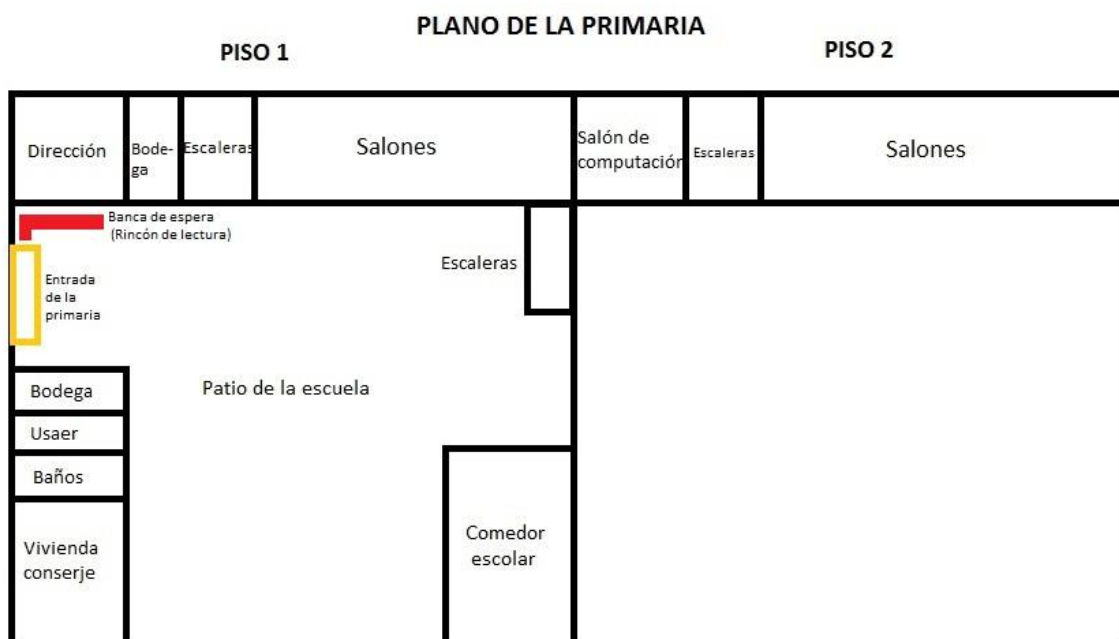 PLANO DE LA PRIMARIA
PISO 1
PISO 2
Dirección
Bode-
ga
Escaleras
Salones
Salón de
computación
Escaleras
Salones
Banca de espera
(Rincón de lectura)
Entrada
de la
primaria
Escaleras
Bodega
Patio de la escuela
Usaer
Baños
Vivienda
conserje
Comedor
escolar